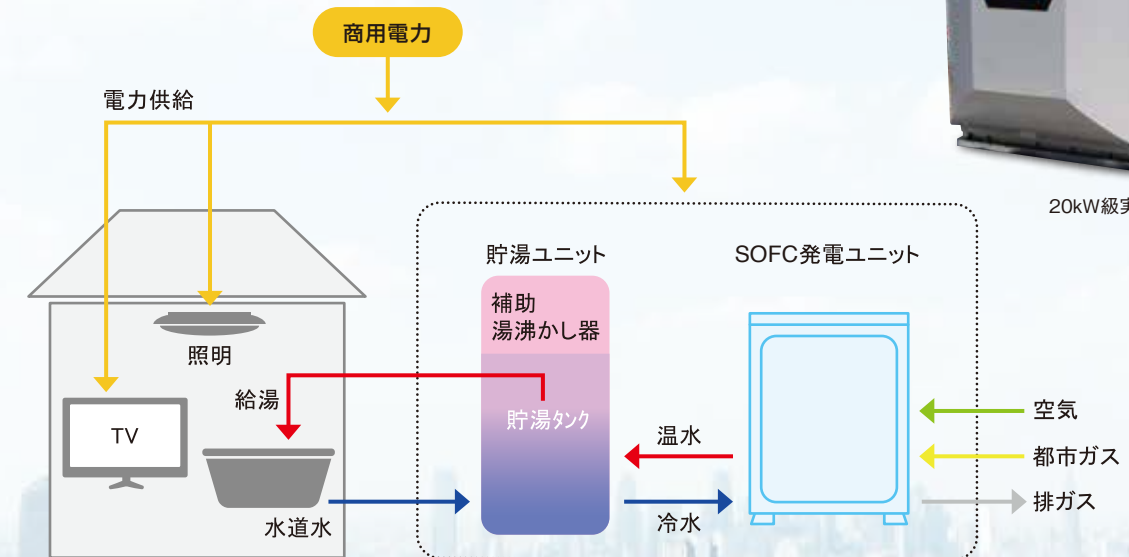 商用電力
電力供給
20kW級実
貯湯ユニット
SOFC発電ユニット
補助
湯沸かし器
照明
給湯
貯湯タンク
TV
温水
空気
都市ガス
排ガス
水道水
冷水